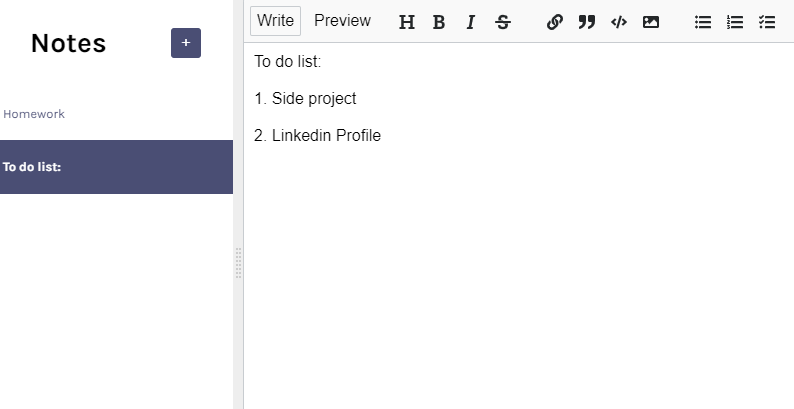 Notes
+
Homework
To do list:
Write Preview H B I S
To do list:
1. Side project
2. Linkedin Profile